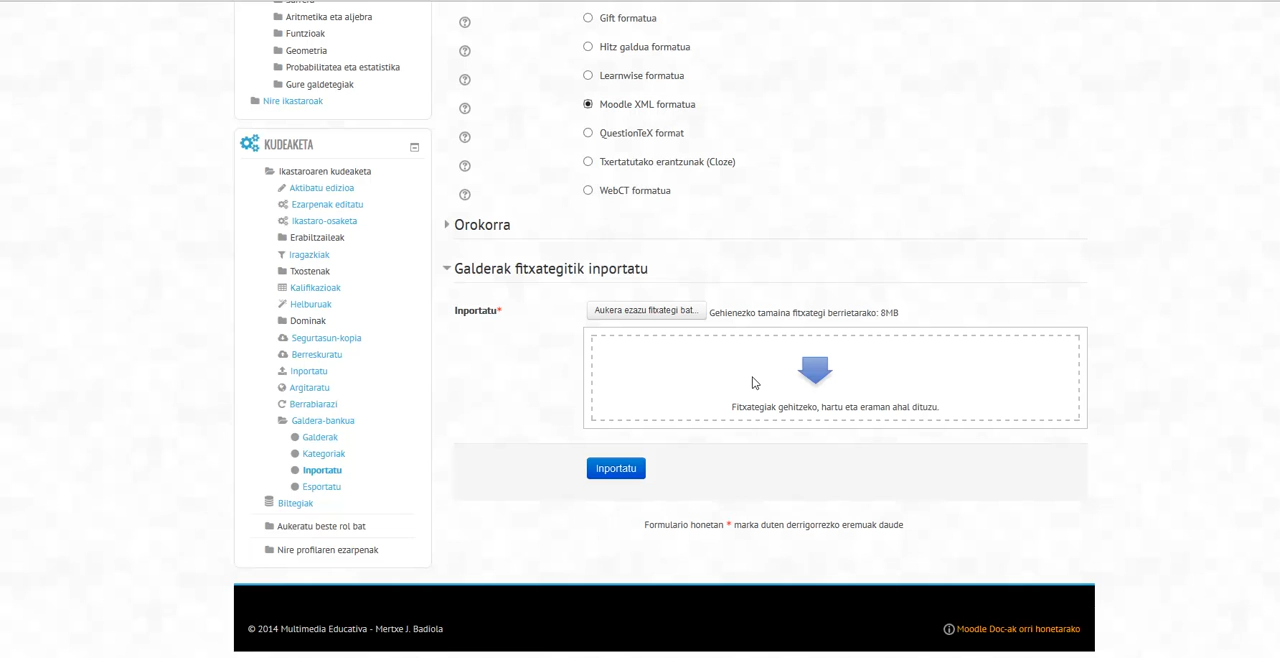 Sarrera
Aritmetika eta aljebra
Funtzioak
Geometria
Probabilitatea eta estatistika
Gure galdetegiak
Nire ikastaroak
KUDEAKETA
Ikastaroaren kudeaketa
Aktibatu edizioa
Ezarpenak editatu
Ikastaro-osaketa
Erabiltzaileak
Iragazkiak
Txostenak
Kalifikazioak
Helburuak
Dominak
Segurtasun-kopia
Berreskuratu
Inportatu
Argitaratu
Berrabiarazi
Galdera-bankua
Galderak
Kategoriak
Inportatu
Esportatu
Biltegiak
Aukeratu beste rol bat
Nire profilaren ezarpenak
Gift formatua
Hitz galdua formatua
Learnwise formatua
Moodle XML formatua
QuestionTeX format
Txertatutako erantzunak (Cloze)
WebCT formatua
Orokorra
Galderak fitxategitik inportatu
Inportatu* Aukera ezazu fitxategi bat... Gehienezko tamaina fitxategi berrietarako: 8MB
Fitxategiak gehitzeko, hartu eta eraman ahal dituzu.
Inportatu
Formulario honetan * marka duten derrigorrezko eremuak daude
© 2014 Multimedia Educativa - Mertxe J. Badiola
Moodle Doc-ak orri honetarako